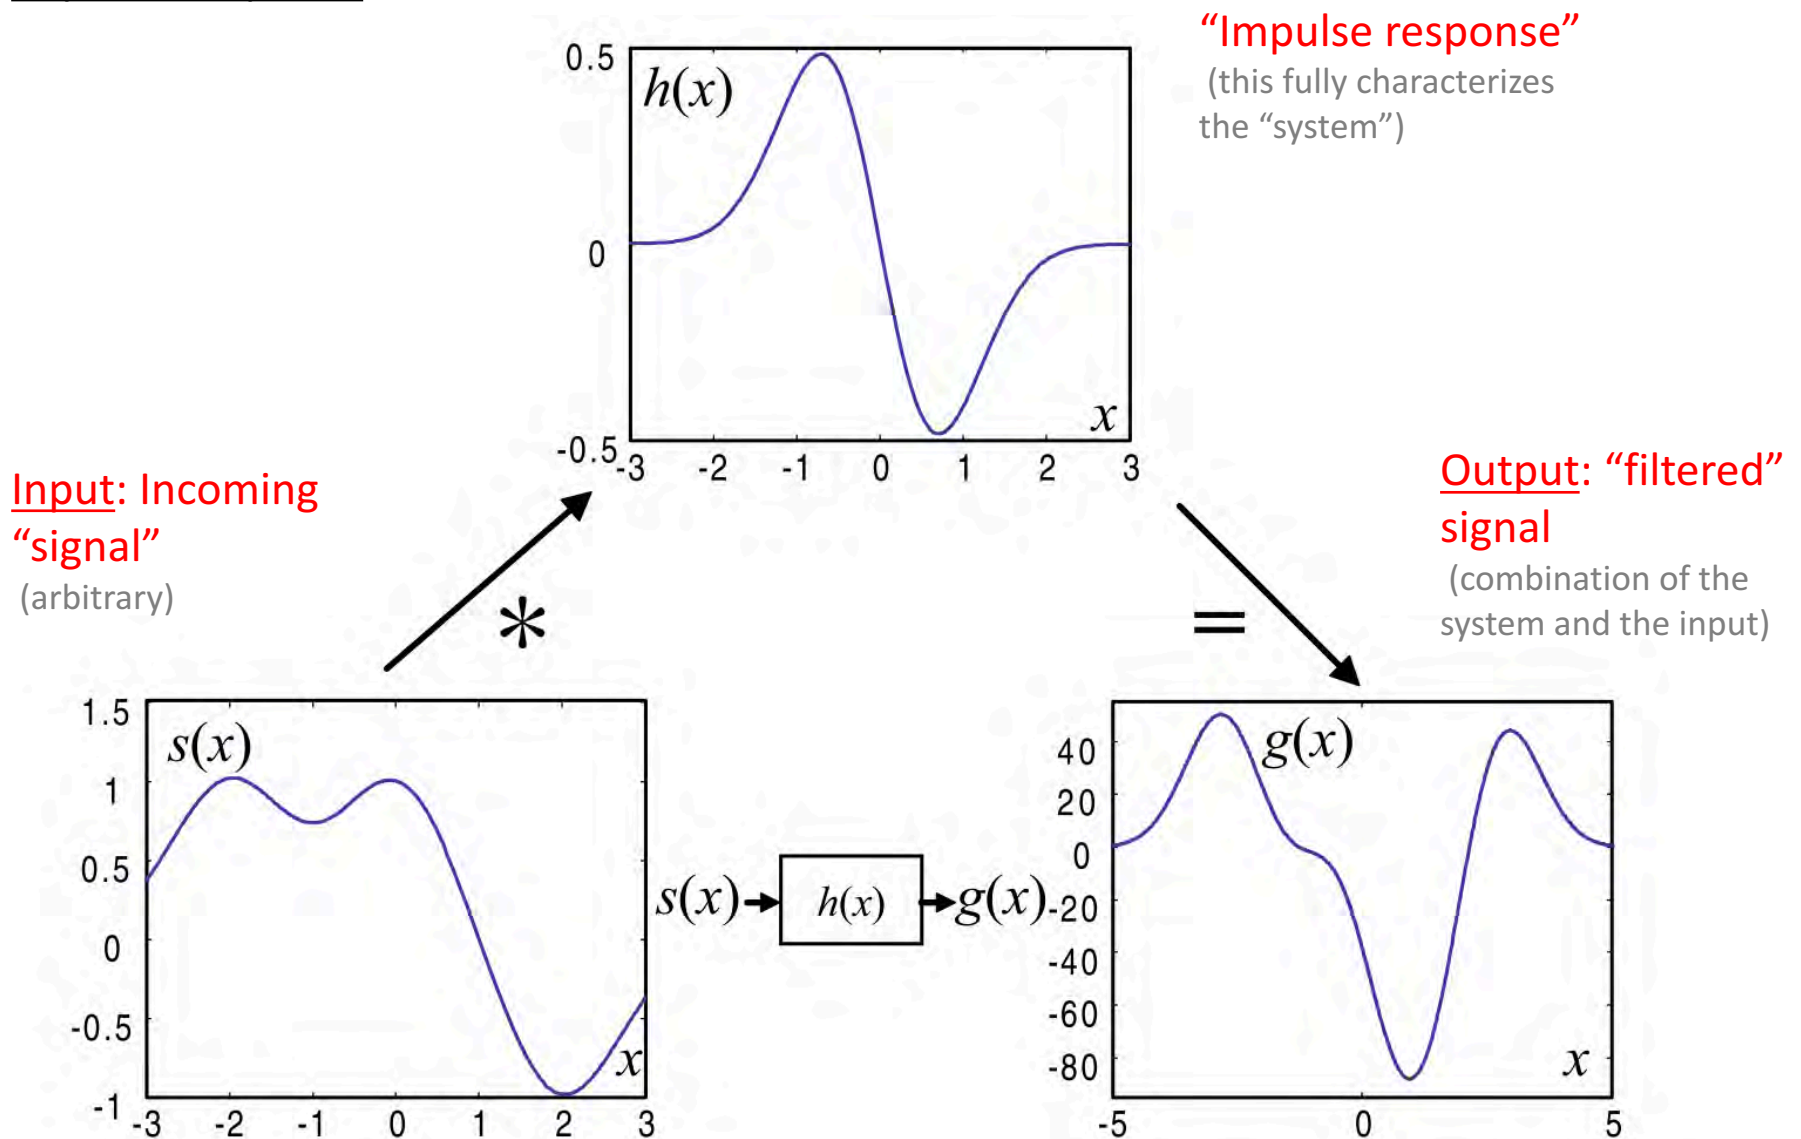 “Impulse response”
(this fully characterizes
the “system”)
0.5
h(x)
0
-0.5
x
-3 -2 -1 0 1 2 3
Input: Incoming
“signal”
(arbitrary)
*
=
Output: “filtered”
signal
(combination of the
system and the input)
1.5
s(x)
1
0.5
0
-0.5
x
-1
-3 -2 -1 0 1 2 3
s(x) h(x) g(x)
g(x)
40
20
0
-20
-40
-60
-80
x
-5 0 5